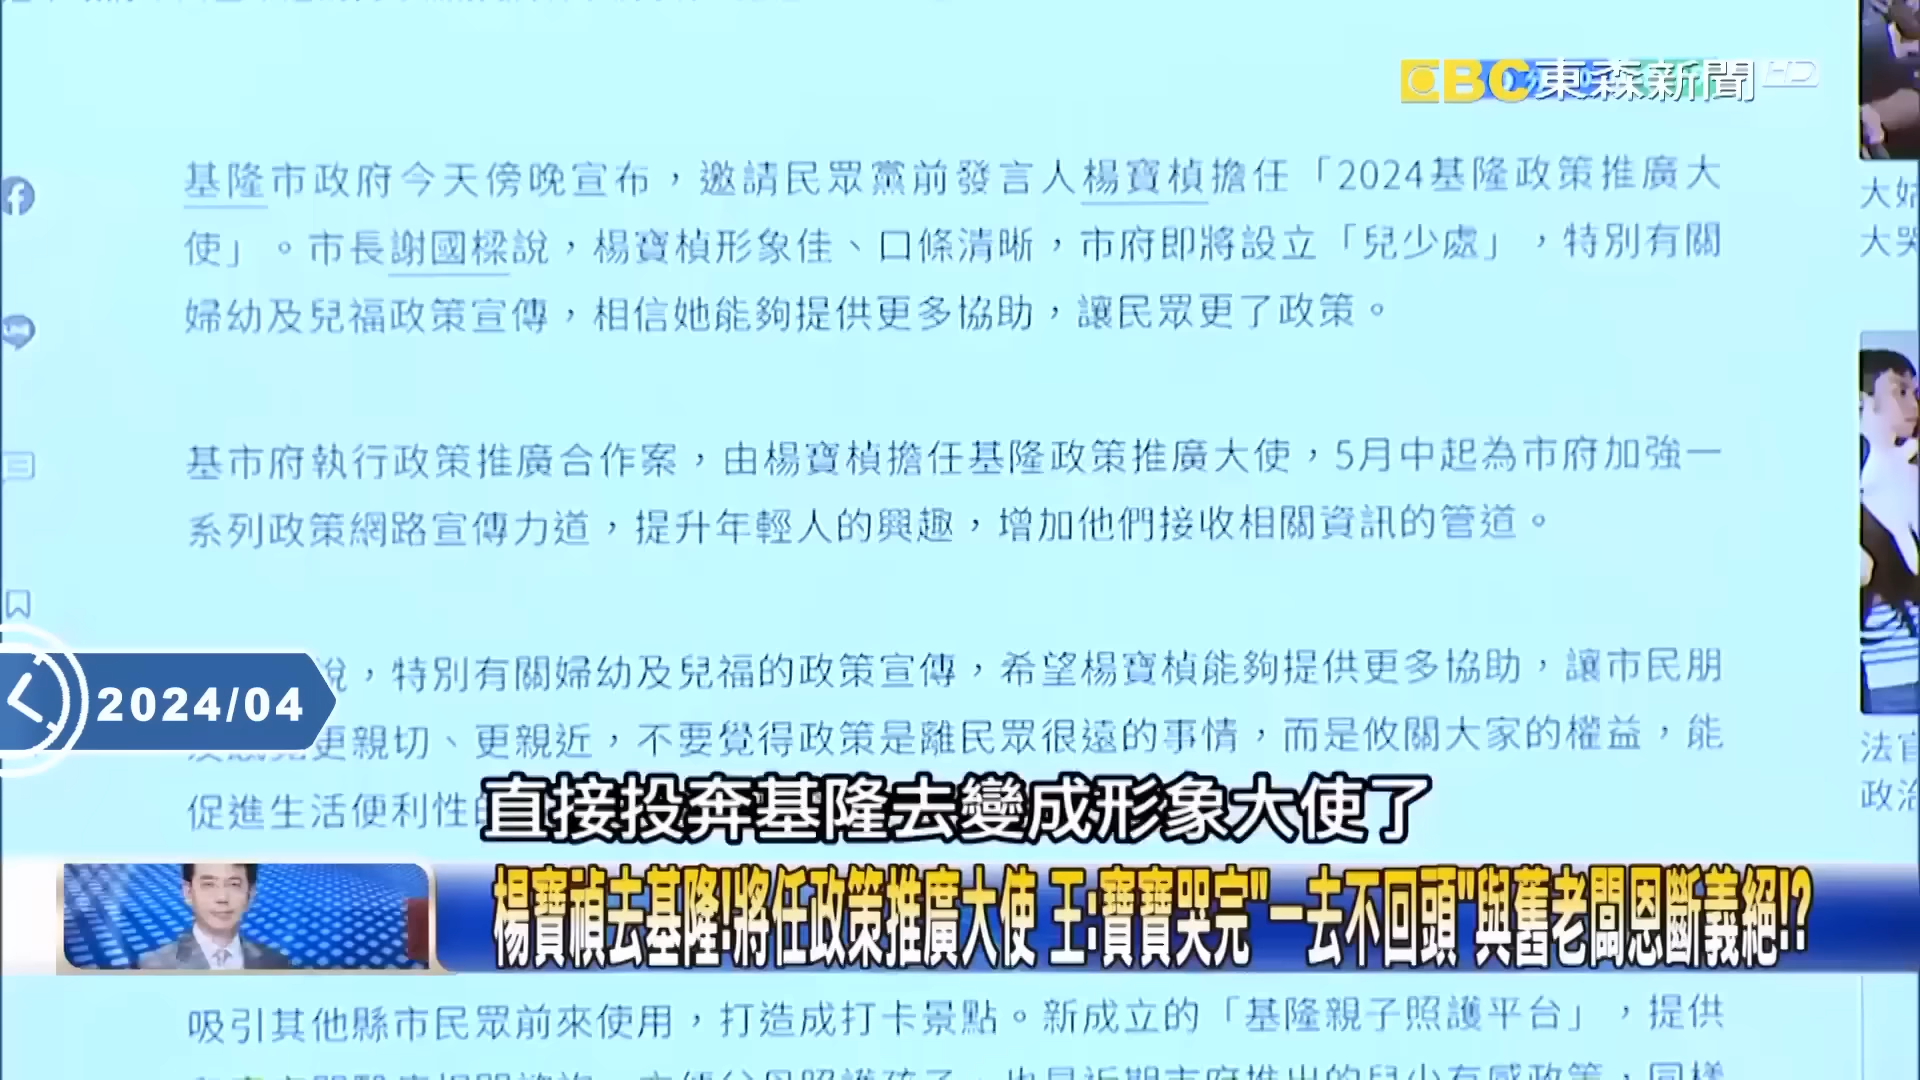 EBC東森新聞HD
基隆市政府今天傍晚宣布，邀請民眾黨前發言人楊寶楨擔任「2024基隆政策推廣大
使」。市長謝國樑說，楊寶楨形象佳、口條清晰，市府即將設立「兒少處」，特別有關
婦幼及兒福政策宣傳，相信她能夠提供更多協助，讓民眾更了政策。
大
大哭
基市府執行政策推廣合作案，由楊寶楨擔任基隆政策推廣大使，5月中起為市府加強一
系列政策網路宣傳力道，提升年輕人的興趣，增加他們接收相關資訊的管道。
說，特別有關婦幼及兒福的政策宣傳，希望楊寶楨能夠提供更多協助，讓市民朋
2024/04
更親切、更親近，不要覺得政策是離民眾很遠的事情，而是攸關大家的權益，能
促進生活便利性的
法官
政治
直接投奔基隆去變成形象大使了
楊寶禎去基隆!將任政策推廣大使 王:寶寶哭完"一去不回頭"與舊老闆恩斷義絕!?
吸引其他縣市民眾前來使用，打造成打卡景點。新成立的「基隆親子照護平台」，提供